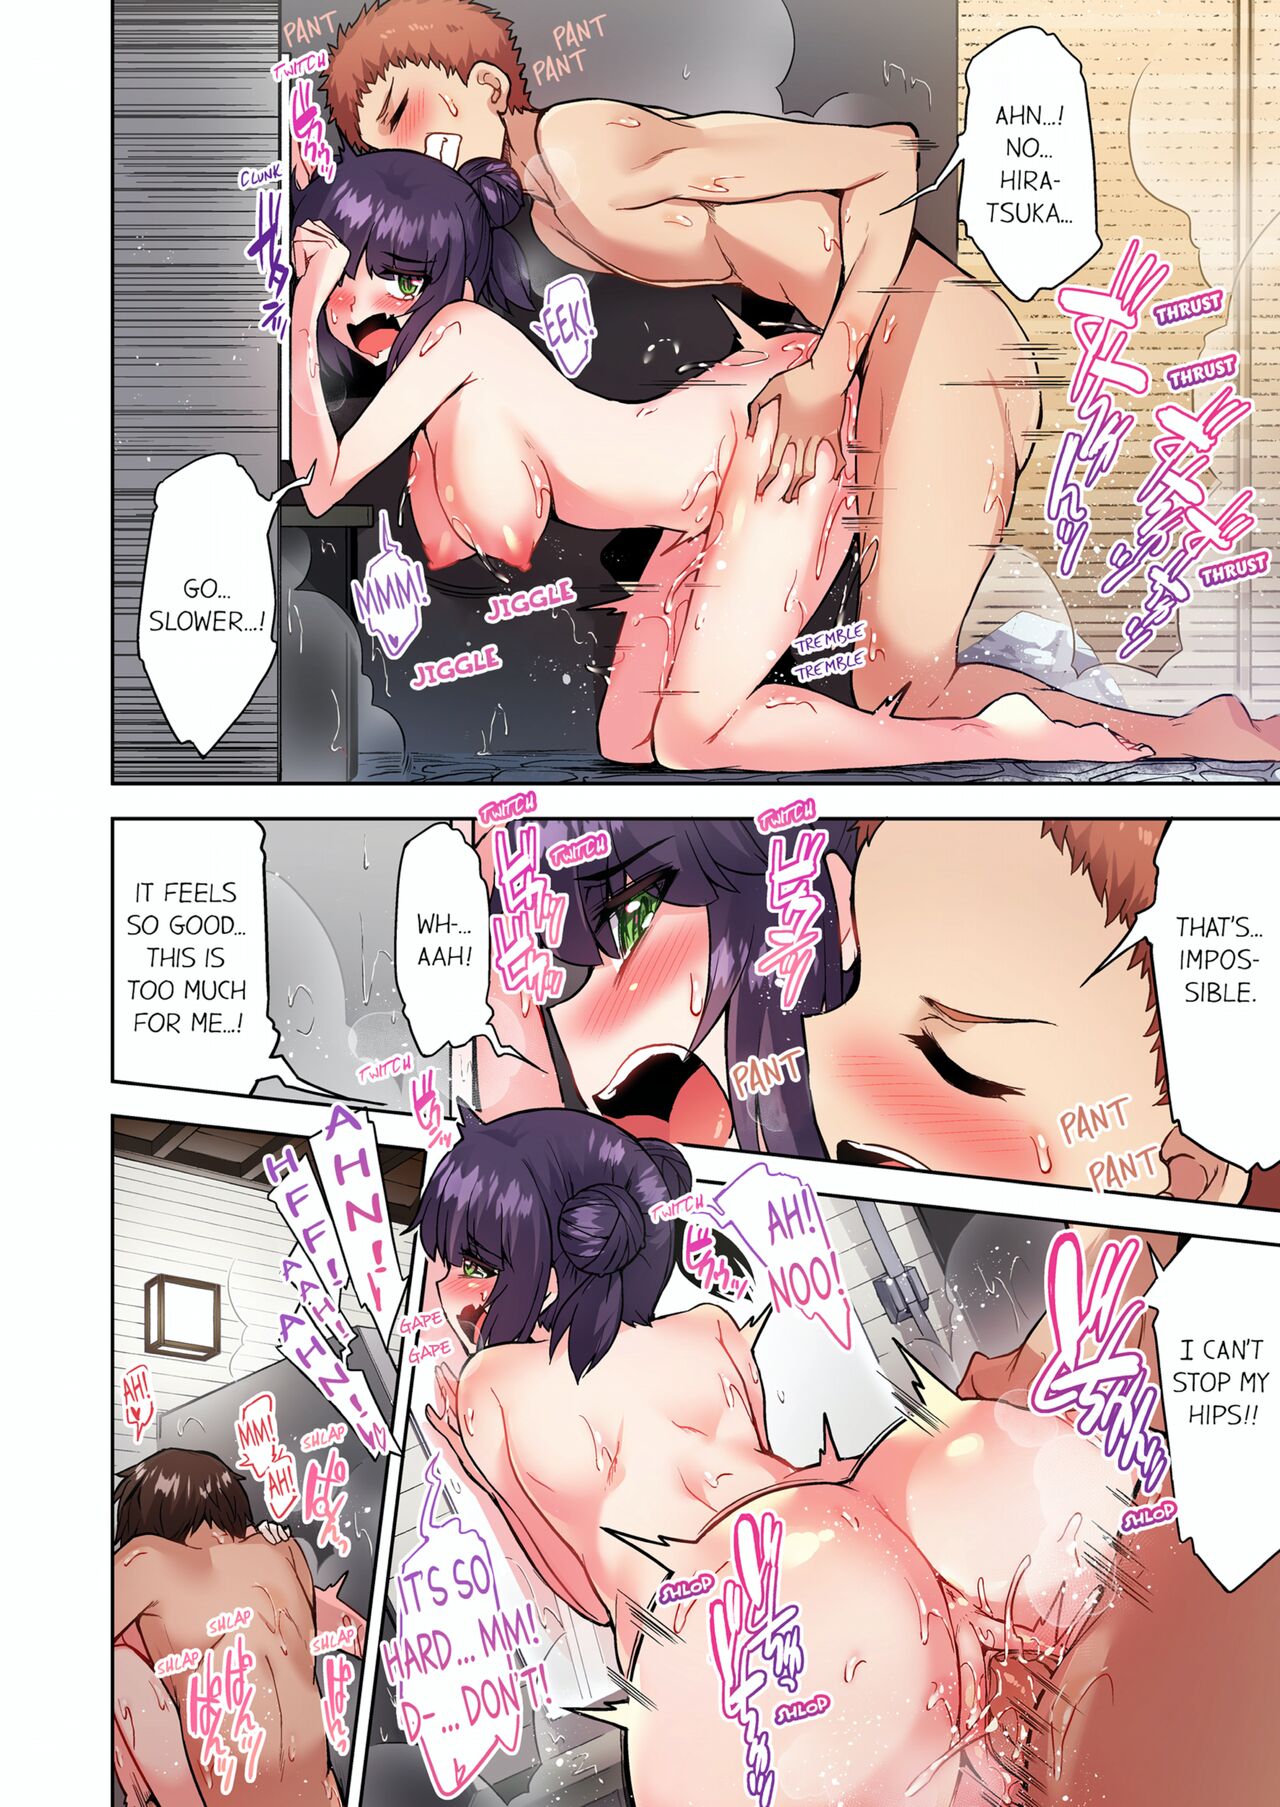 PANT
PANT
PANT
TWITCH
CLUNK
AHN...!
NO...
HIRA-
TSUKA...
THRUST
THRUST
THRUST
EEK!
GO...
SLOWER...!
MMM!
JIGGLE
JIGGLE
TREMBLE
TREMBLE
THAT'S...
IMPOS-
SIBLE.
TWITCH
TWITCH
TWITCH
PANT
PANT
PANT
WH-...
AAH!
IT FEELS
SO GOOD...
THIS IS
TOO MUCH
FOR ME...!
I CAN'T
STOP MY
HIPS!!
TWITCH
TWITCH
AH!
NOO!
GAPE
GAPE
SHLOP
SHLOP
SHLOP
SHLOP
IT'S SO
HARD... MM!
D-... DON'T!
AHN!
HFF! AAH!
AAHN!
AH!
MM!
AH!
SHLAP
SHLAP
SHLAP
SHLAP
SHLAP